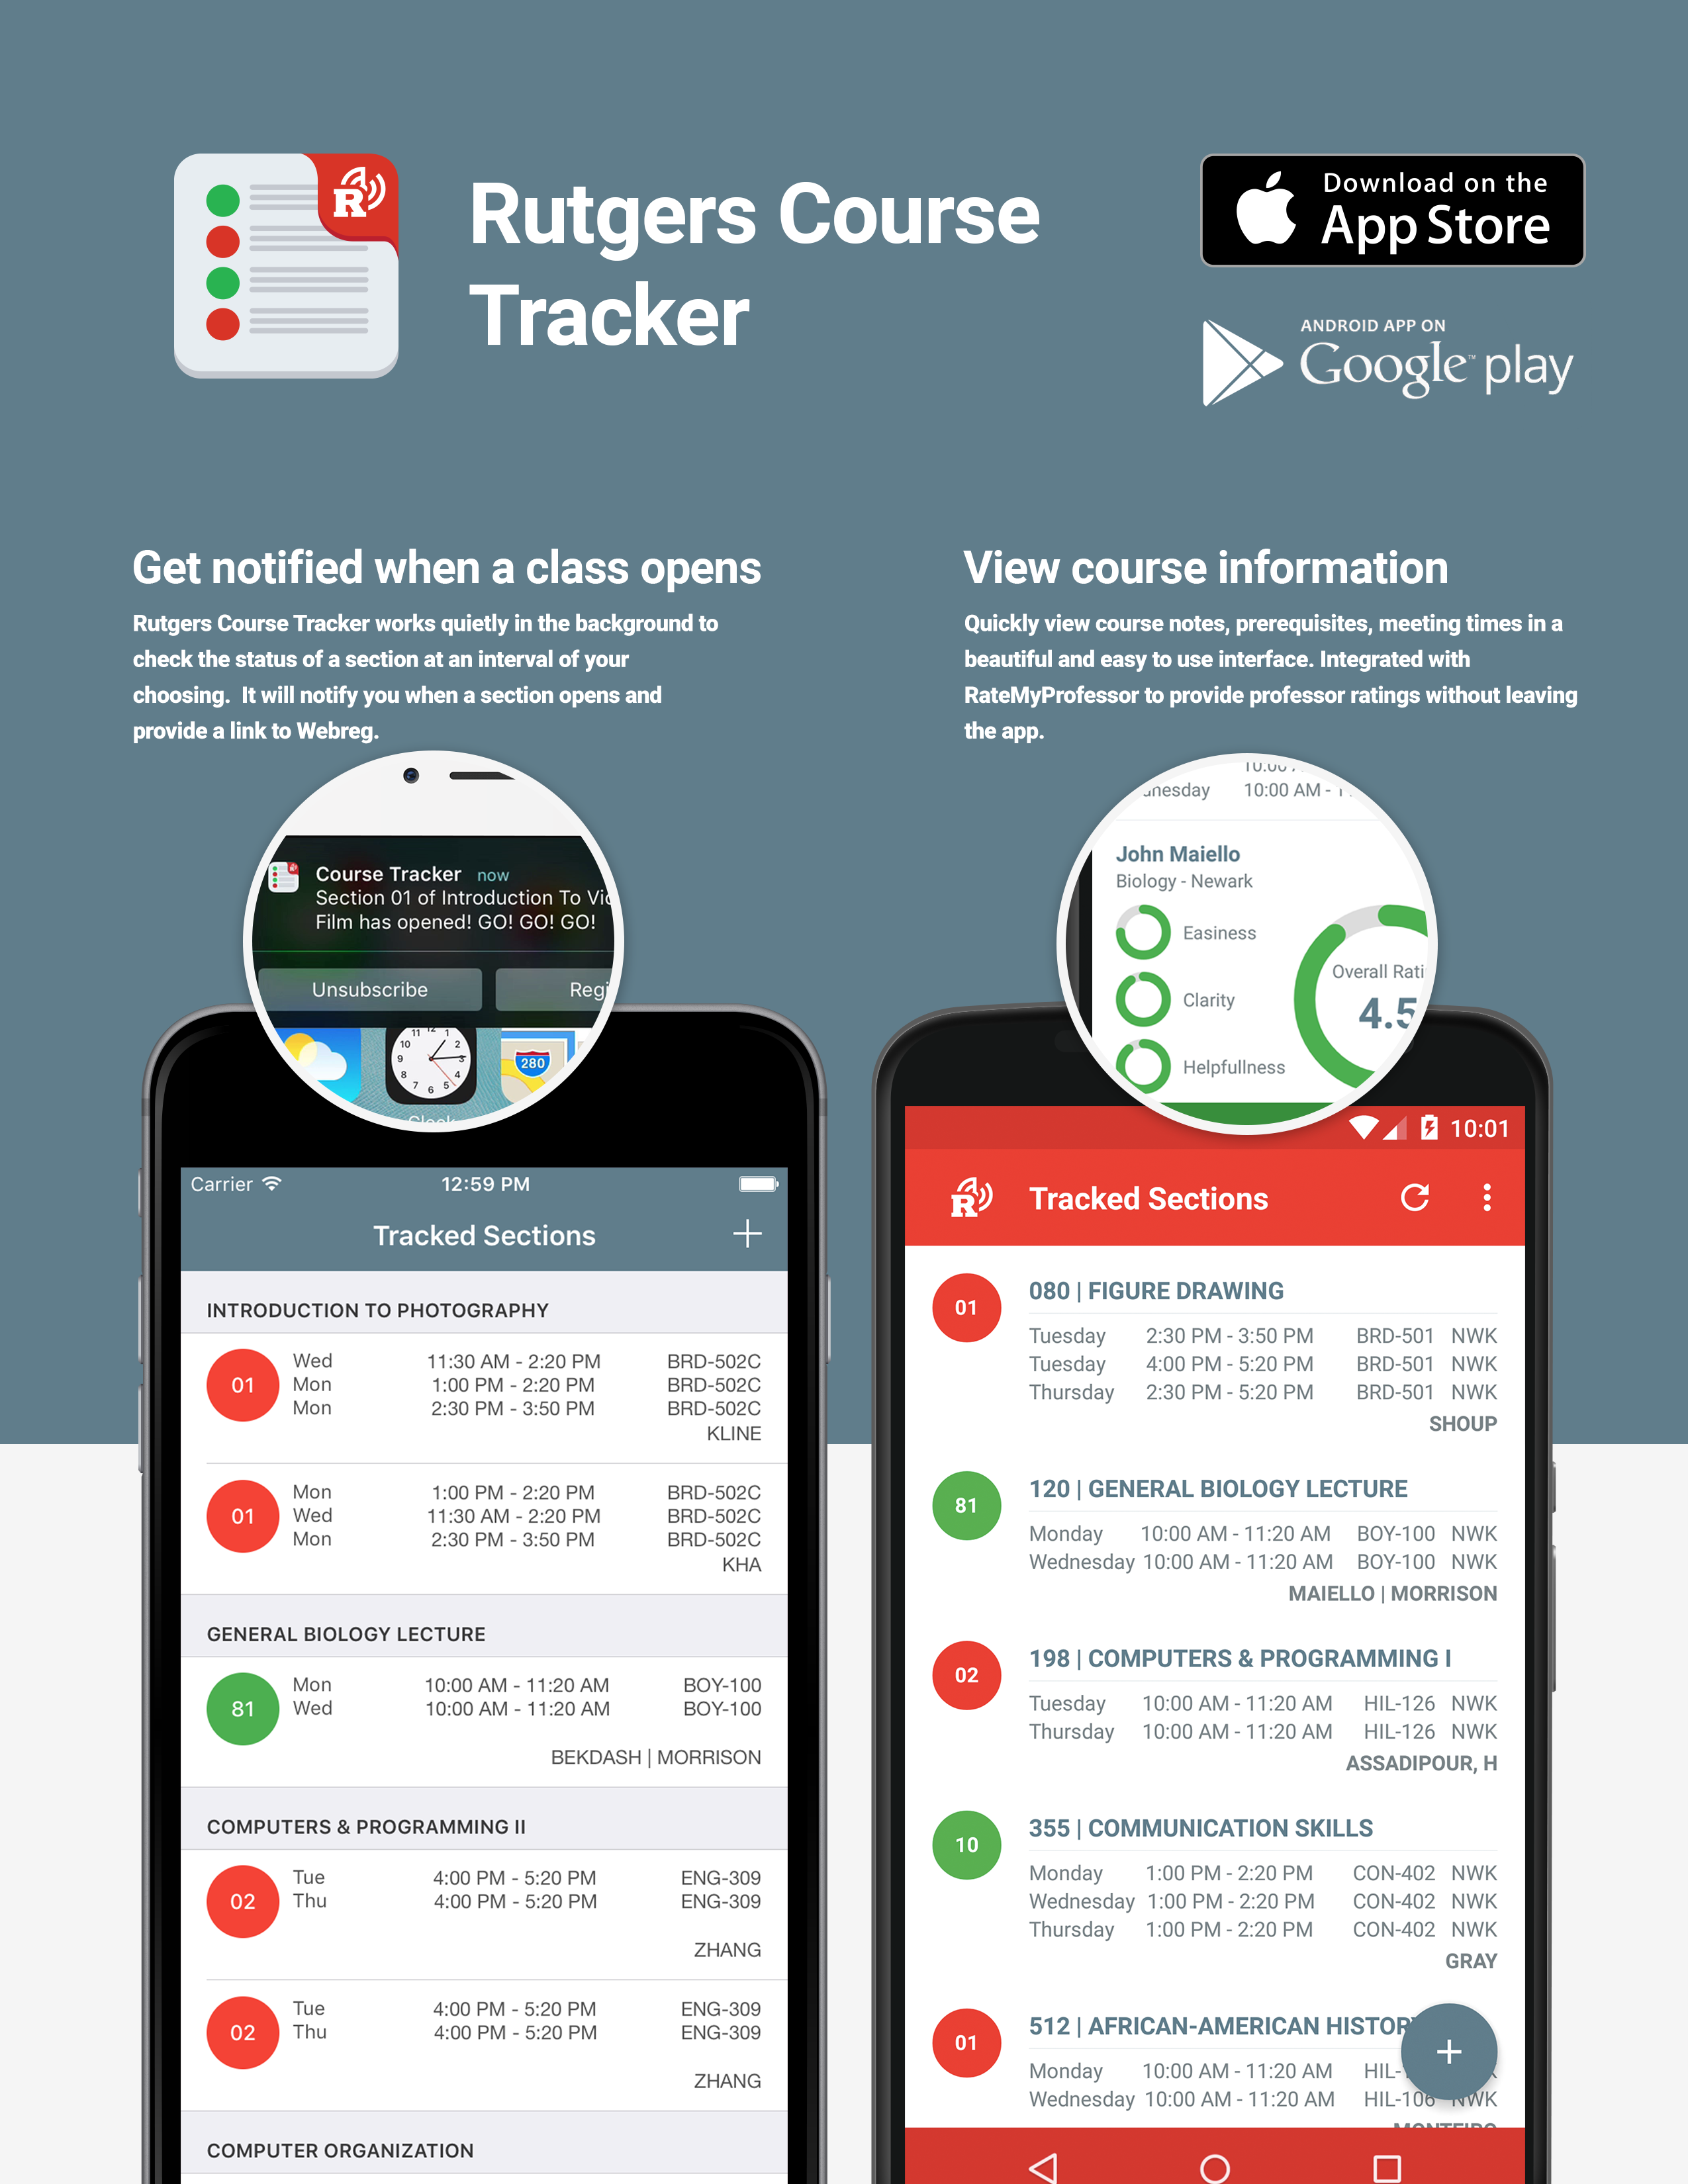 Rutgers Course
Tracker
Download on the
App Store
ANDROID APP ON
Google™ play
Get notified when a class opens
Rutgers Course Tracker works quietly in the background to
check the status of a section at an interval of your
choosing.  It will notify you when a section opens and
provide a link to Webreg.
View course information
Quickly view course notes, prerequisites, meeting times in a
beautiful and easy to use interface. Integrated with
RateMyProfessor to provide professor ratings without leaving
the app.
Course Tracker now
Section 01 of Introduction To
Film has opened! GO! GO! GO!
Unsubscribe
11 12 1
10 2
9 3
8 4
7 6 5
280
10:00 AM -
John Maiello
Biology - Newark
Easiness
Clarity
Helpfullness
Overall
4.5
Carrier 12:59 PM
Tracked Sections +
INTRODUCTION TO PHOTOGRAPHY
01 Wed 11:30 AM - 2:20 PM BRD-502C
Mon 1:00 PM - 2:20 PM BRD-502C
Mon 2:30 PM - 3:50 PM BRD-502C
KLINE
01 Mon 1:00 PM - 2:20 PM BRD-502C
Wed 11:30 AM - 2:20 PM BRD-502C
Mon 2:30 PM - 3:50 PM BRD-502C
KHA
GENERAL BIOLOGY LECTURE
81 Mon 10:00 AM - 11:20 AM BOY-100
Wed 10:00 AM - 11:20 AM BOY-100
BEKDASH | MORRISON
COMPUTERS & PROGRAMMING II
02 Tue 4:00 PM - 5:20 PM ENG-309
Thu 4:00 PM - 5:20 PM ENG-309
ZHANG
02 Tue 4:00 PM - 5:20 PM ENG-309
Thu 4:00 PM - 5:20 PM ENG-309
ZHANG
COMPUTER ORGANIZATION
10:01
R Tracked Sections
01 080 | FIGURE DRAWING
Tuesday 2:30 PM - 3:50 PM BRD-501 NWK
Tuesday 4:00 PM - 5:20 PM BRD-501 NWK
Thursday 2:30 PM - 5:20 PM BRD-501 NWK
SHOUP
81 120 | GENERAL BIOLOGY LECTURE
Monday 10:00 AM - 11:20 AM BOY-100 NWK
Wednesday 10:00 AM - 11:20 AM BOY-100 NWK
MAIELLO | MORRISON
02 198 | COMPUTERS & PROGRAMMING I
Tuesday 10:00 AM - 11:20 AM HIL-126 NWK
Thursday 10:00 AM - 11:20 AM HIL-126 NWK
ASSADIPOUR, H
10 355 | COMMUNICATION SKILLS
Monday 1:00 PM - 2:20 PM CON-402 NWK
Wednesday 1:00 PM - 2:20 PM CON-402 NWK
Thursday 1:00 PM - 2:20 PM CON-402 NWK
GRAY
01 512 | AFRICAN-AMERICAN
Monday 10:00 AM - 11:20 AM
Wednesday 10:00 AM - 11:20 AM HIL-106 NWK
+